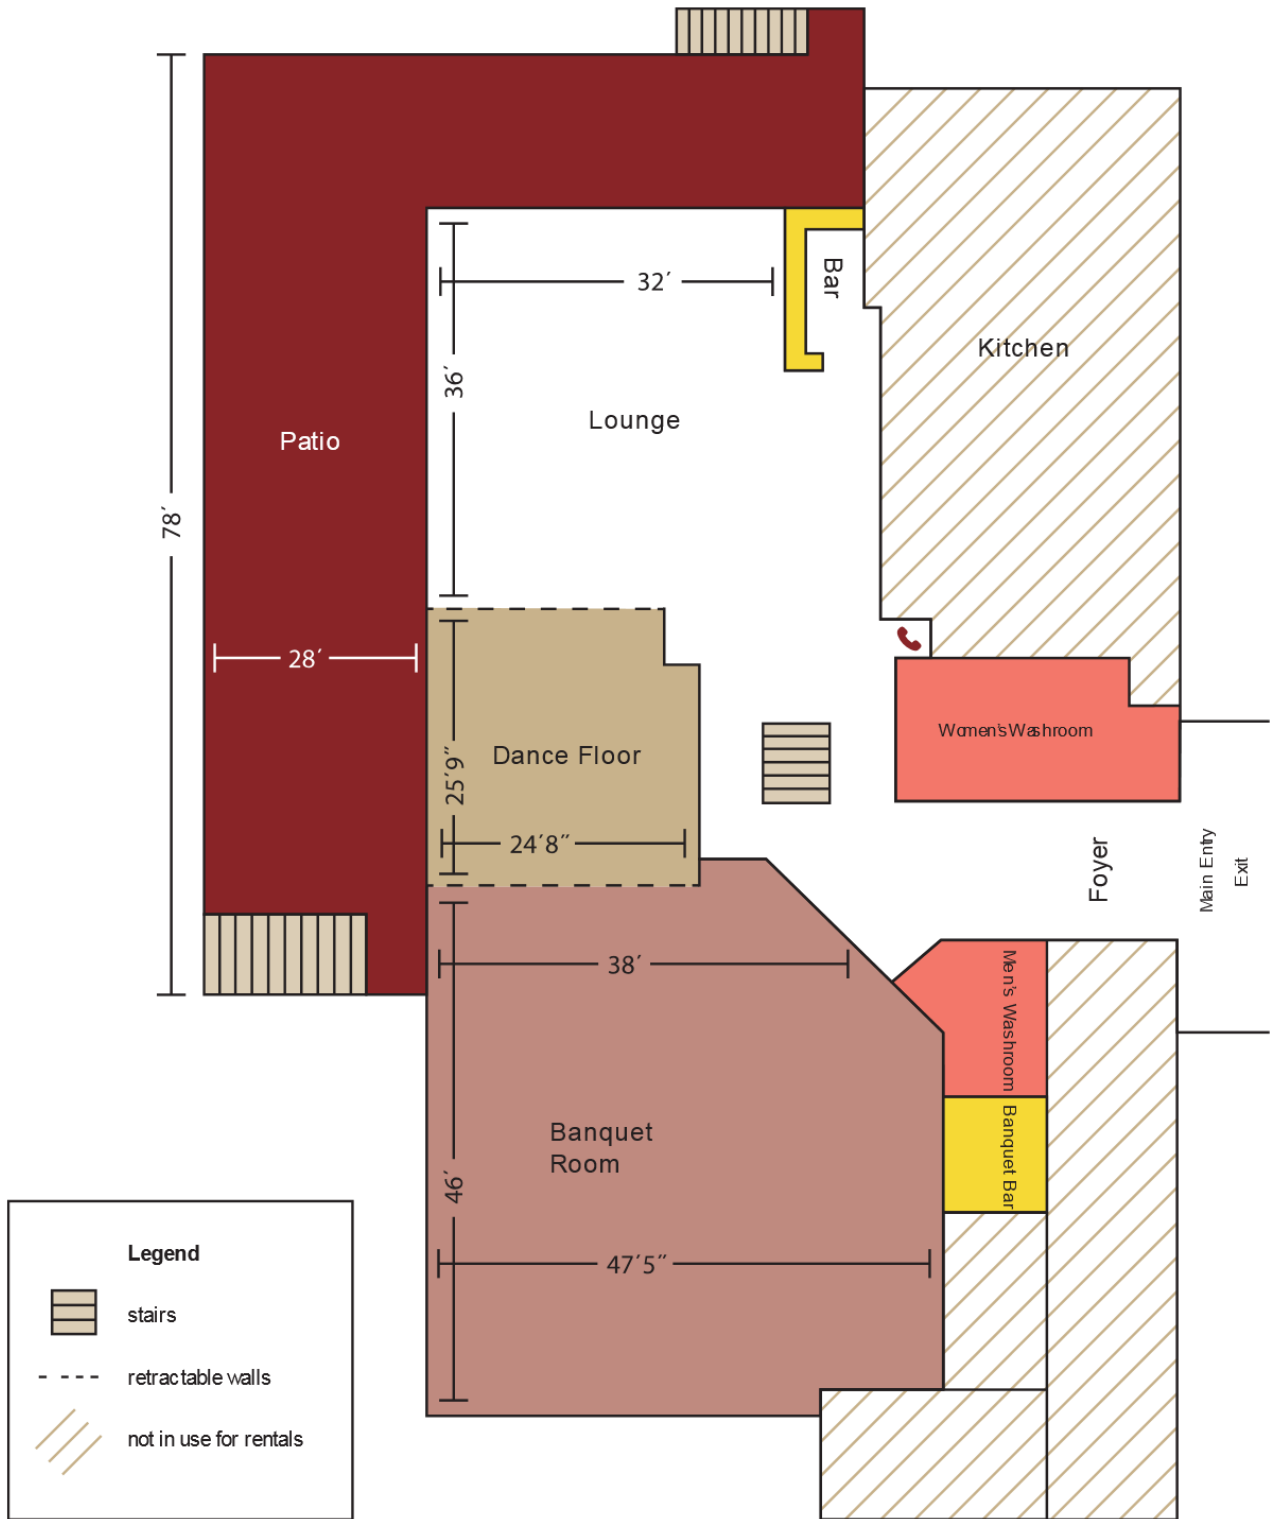 32′
Bar
36′
Kitchen
Lounge
Patio
78′
28′
Women's Washroom
Dance Floor
25′9″
24′8″
Foyer
Main Entry
Exit
38′
Men's Washroom
Banquet
Room
Banquet Bar
46′
47′5″
Legend
stairs
retractable walls
not in use for rentals